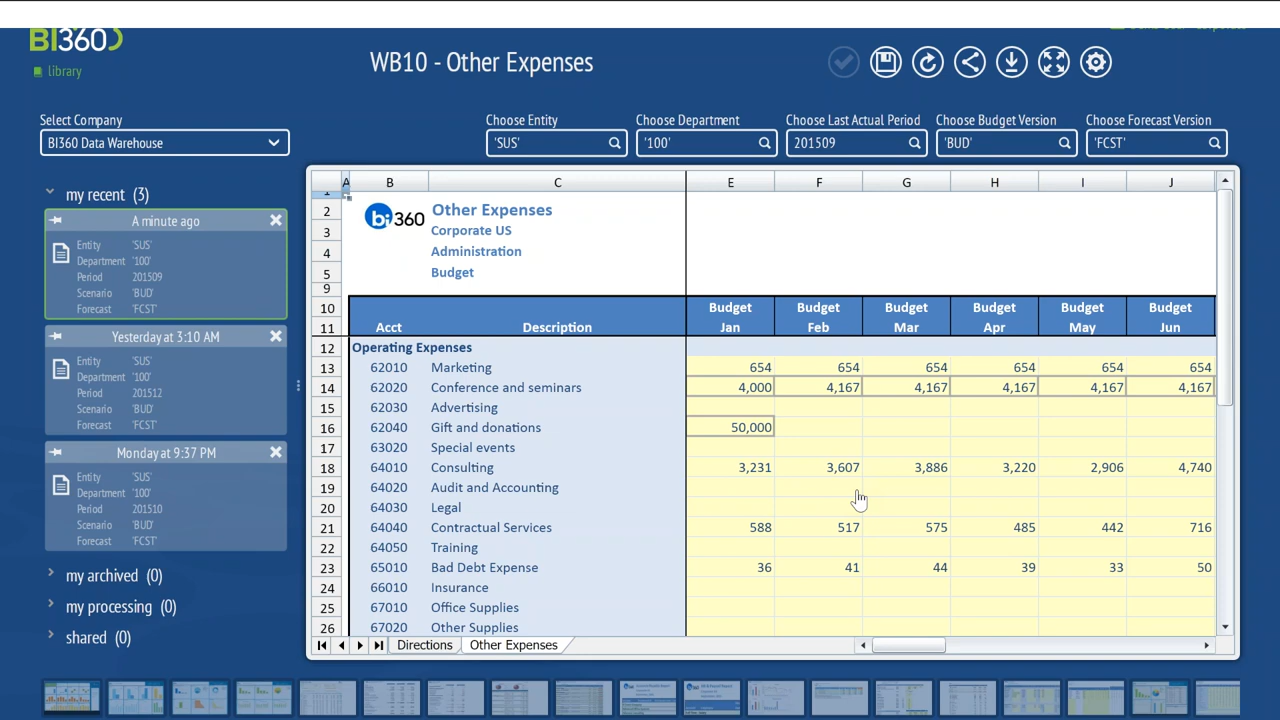 BI360
library
WB10 - Other Expenses
Select Company
BI360 Data Warehouse
Choose Entity
'SUS'
Choose Department
'100'
Choose Last Actual Period
201509
Choose Budget Version
'BUD'
Choose Forecast Version
'FCST'
my recent (3)
A minute ago
Entity 'SUS'
Department '100'
Period 201509
Scenario 'BUD'
Forecast 'FCST'
Yesterday at 3:10 AM
Entity 'SUS'
Department '100'
Period 201512
Scenario 'BUD'
Forecast 'FCST'
Monday at 9:37 PM
Entity 'SUS'
Department '100'
Period 201510
Scenario 'BUD'
Forecast 'FCST'
my archived (0)
my processing (0)
shared (0)
A B C E F G H I J
1
2 bi360 Other Expenses
3 Corporate US
4 Administration
5 Budget
9
10 Budget Budget Budget Budget Budget Budget
11 Acct Description Jan Feb Mar Apr May Jun
12 Operating Expenses
13 62010 Marketing 654 654 654 654 654 654
14 62020 Conference and seminars 4,000 4,167 4,167 4,167 4,167 4,167
15 62030 Advertising
16 62040 Gift and donations 50,000
17 63020 Special events
18 64010 Consulting 3,231 3,607 3,886 3,220 2,906 4,740
19 64020 Audit and Accounting
20 64030 Legal
21 64040 Contractual Services 588 517 575 485 442 716
22 64050 Training
23 65010 Bad Debt Expense 36 41 44 39 33 50
24 66010 Insurance
25 67010 Office Supplies
26 67020 Other Supplies
Directions Other Expenses